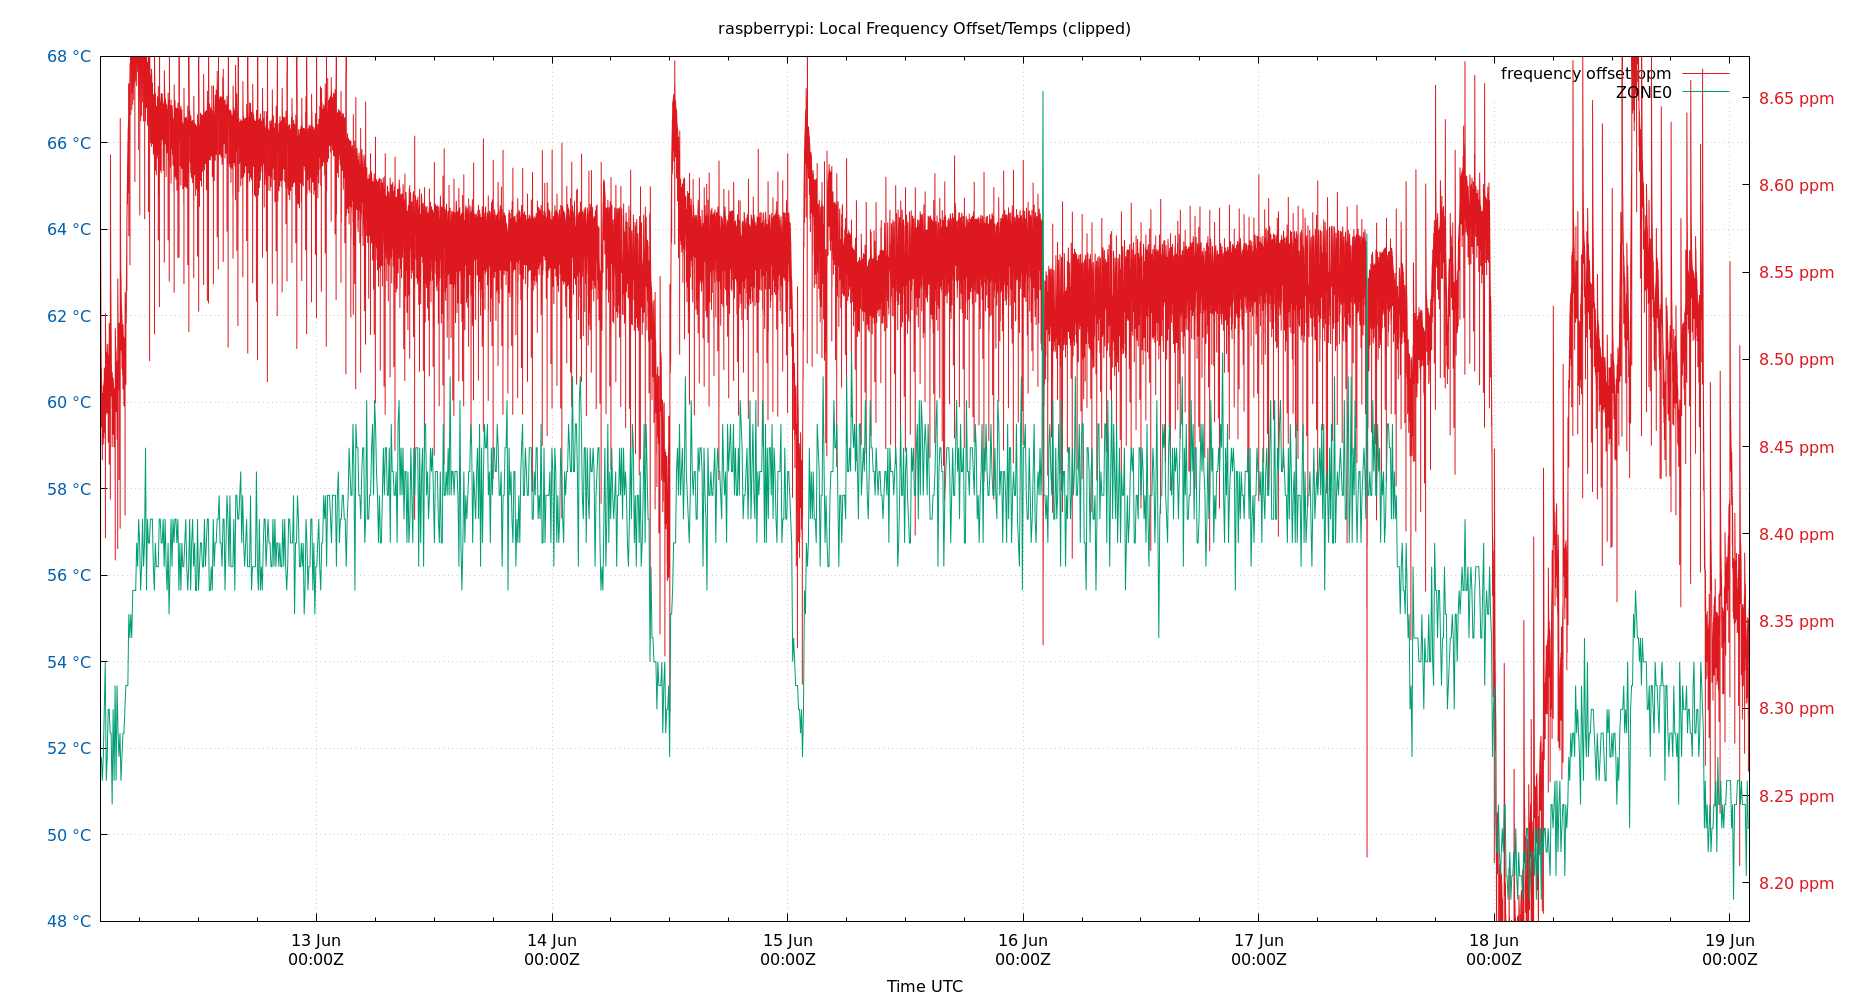 raspberrypi: Local Frequency Offset/Temps (clipped)
68 °C
66 °C
64 °C
62 °C
60 °C
58 °C
56 °C
54 °C
52 °C
50 °C
48 °C
frequency offset ppm
ZONE0
8.65 ppm
8.60 ppm
8.55 ppm
8.50 ppm
8.45 ppm
8.40 ppm
8.35 ppm
8.30 ppm
8.25 ppm
8.20 ppm
13 Jun 14 Jun 15 Jun 16 Jun 17 Jun 18 Jun 19 Jun
00:00Z 00:00Z 00:00Z 00:00Z 00:00Z 00:00Z 00:00Z
Time UTC